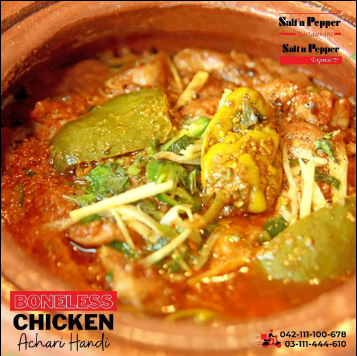 Salt'n Pepper
Restaurant
Salt'n Pepper
Express
BONELESS
CHICKEN
Achari Handi
042-111-100-678
03-111-444-610